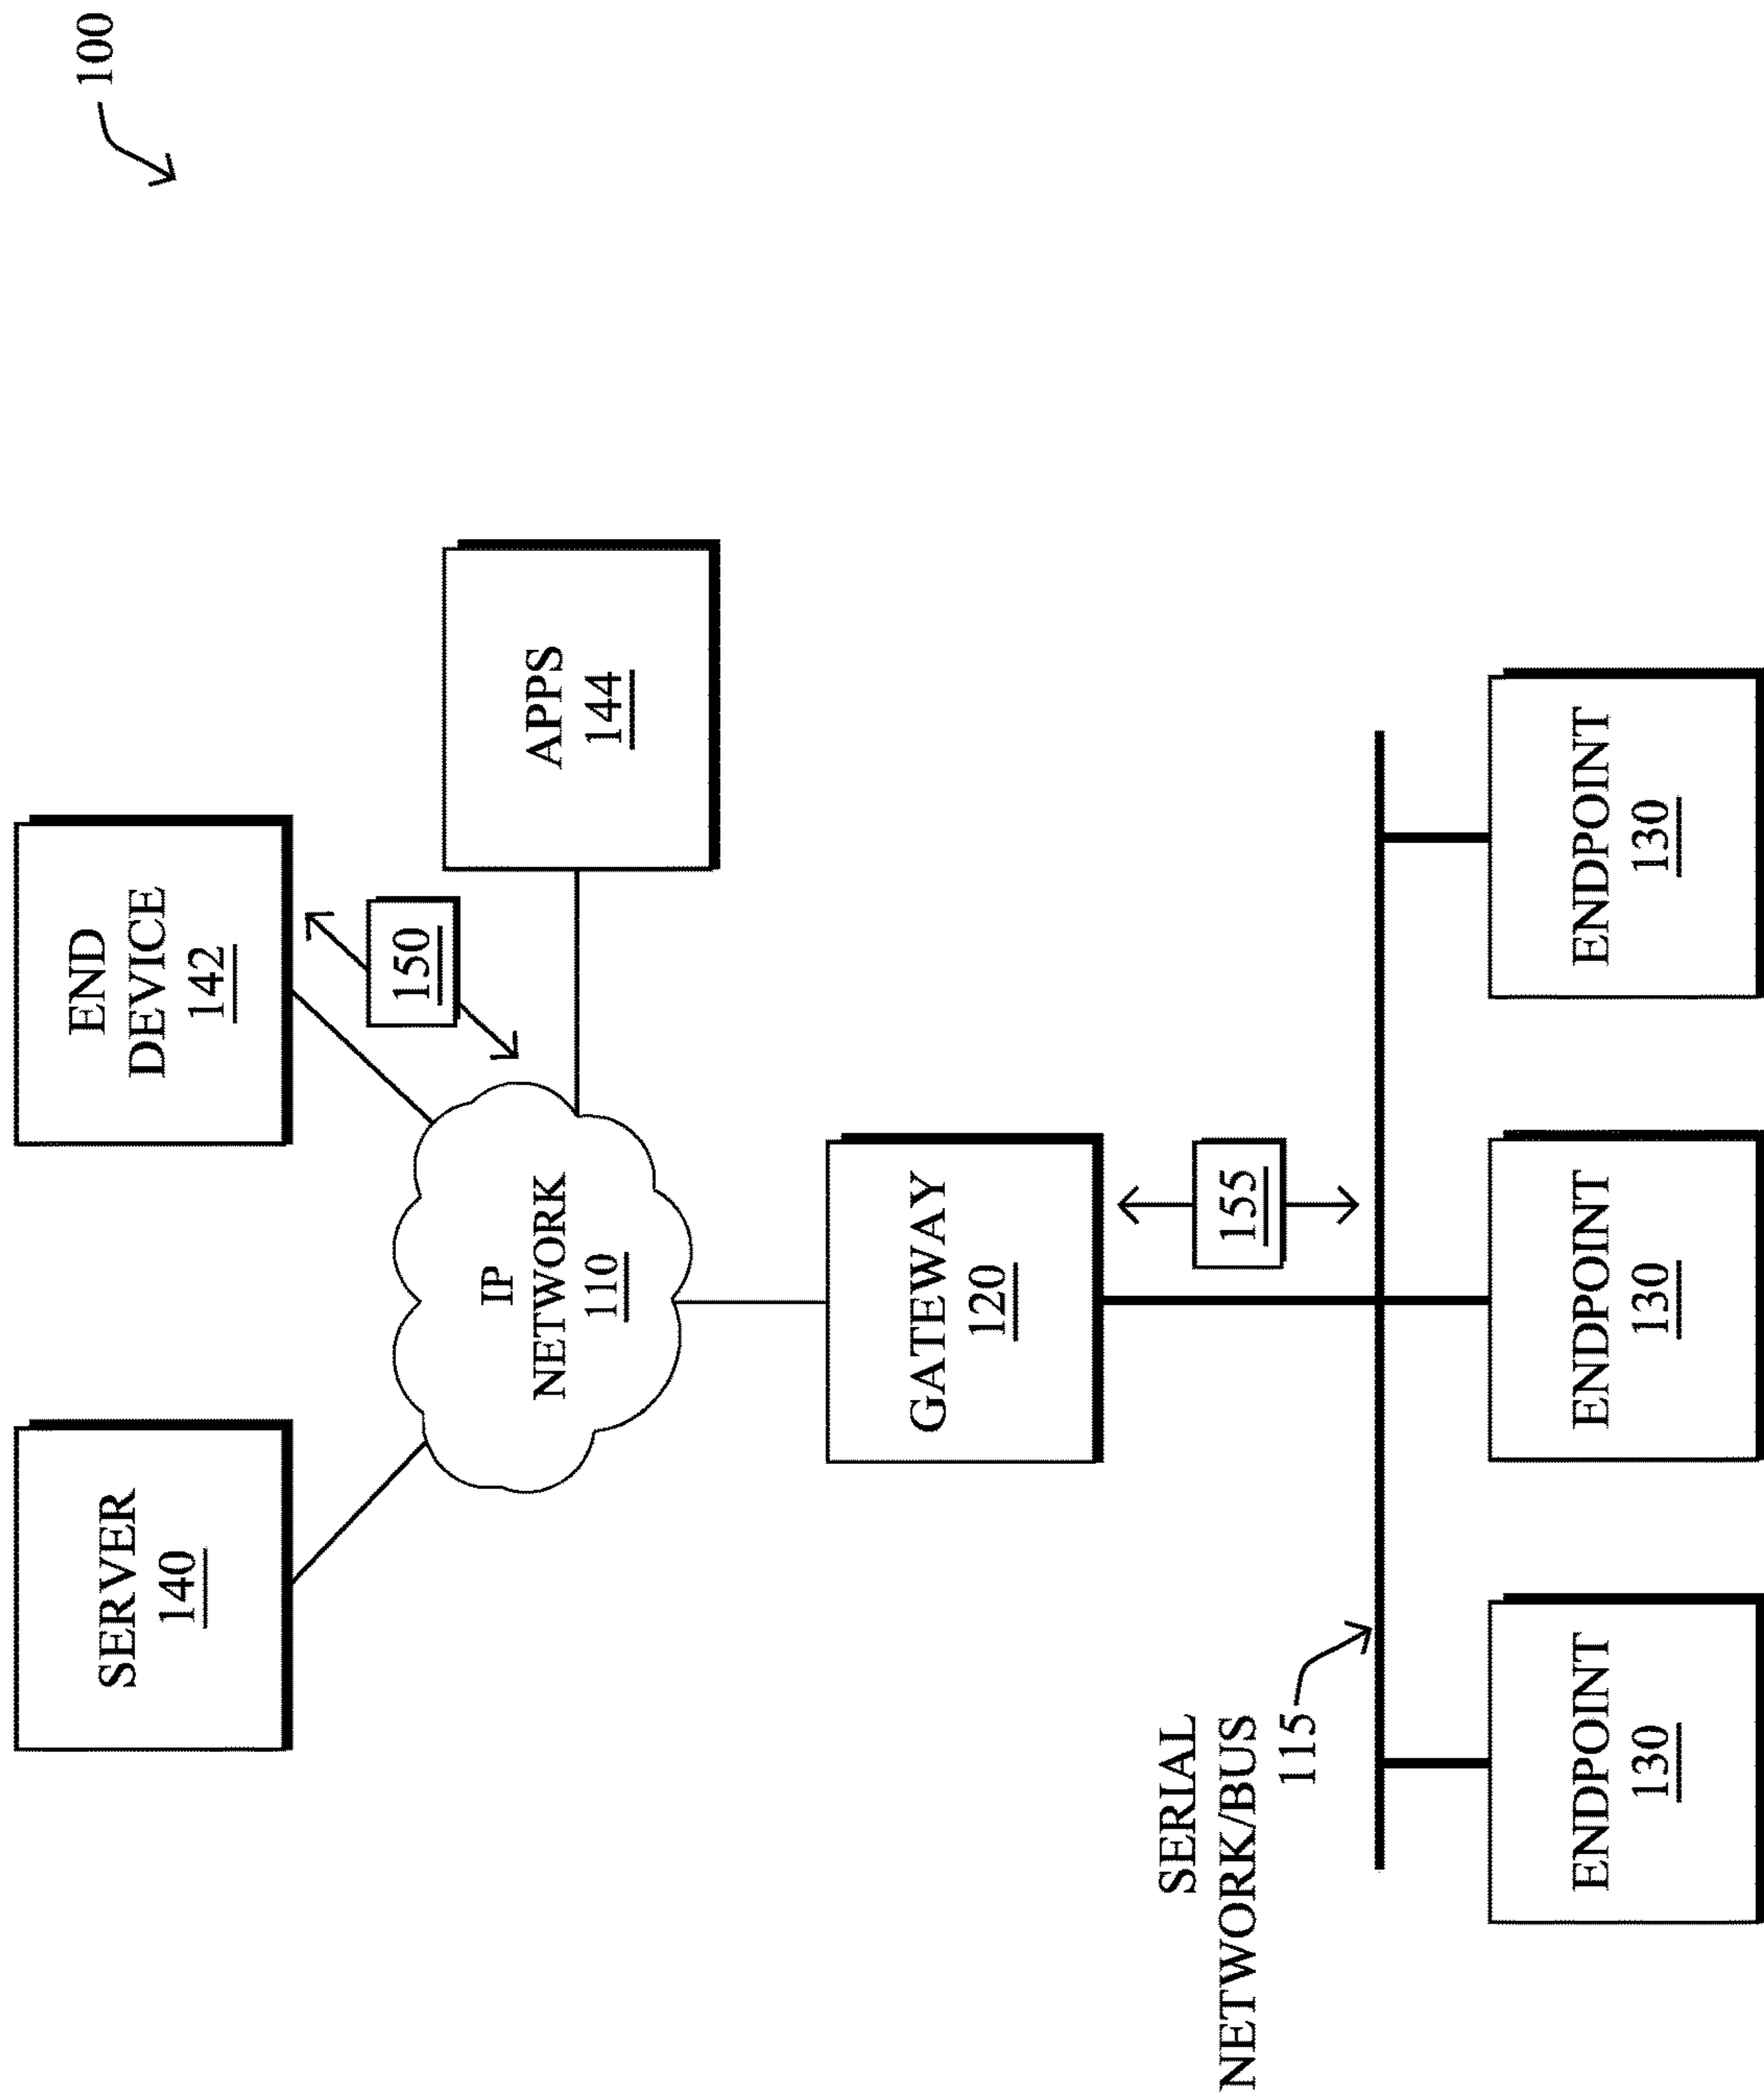 100
SERVER
140
END
DEVICE
142
150
APPS
144
IP
NETWORK
110
GATEWAY
120
155
SERIAL
NETWORK/BUS
115
ENDPOINT
130
ENDPOINT
130
ENDPOINT
130